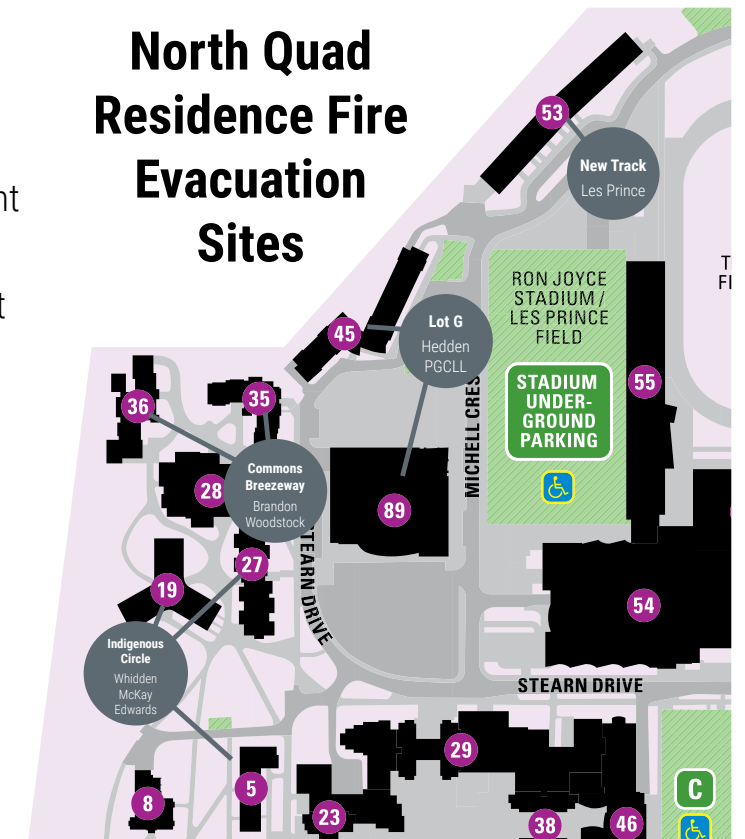 North Quad
Residence Fire
Evacuation
Sites
nt
t
53
New Track
Les Prince
T
FI
RON JOYCE
STADIUM /
LES PRINCE
FIELD
45
Lot G
Hedden
PGCLL
STADIUM
UNDER-
GROUND
PARKING
55
36
35
MICHELL CRES
Commons
Breezeway
Brandon
Woodstock
28
89
27
STEARN DRIVE
19
54
Indigenous
Circle
Whidden
McKay
Edwards
STEARN DRIVE
29
5
8
23
38
46
C